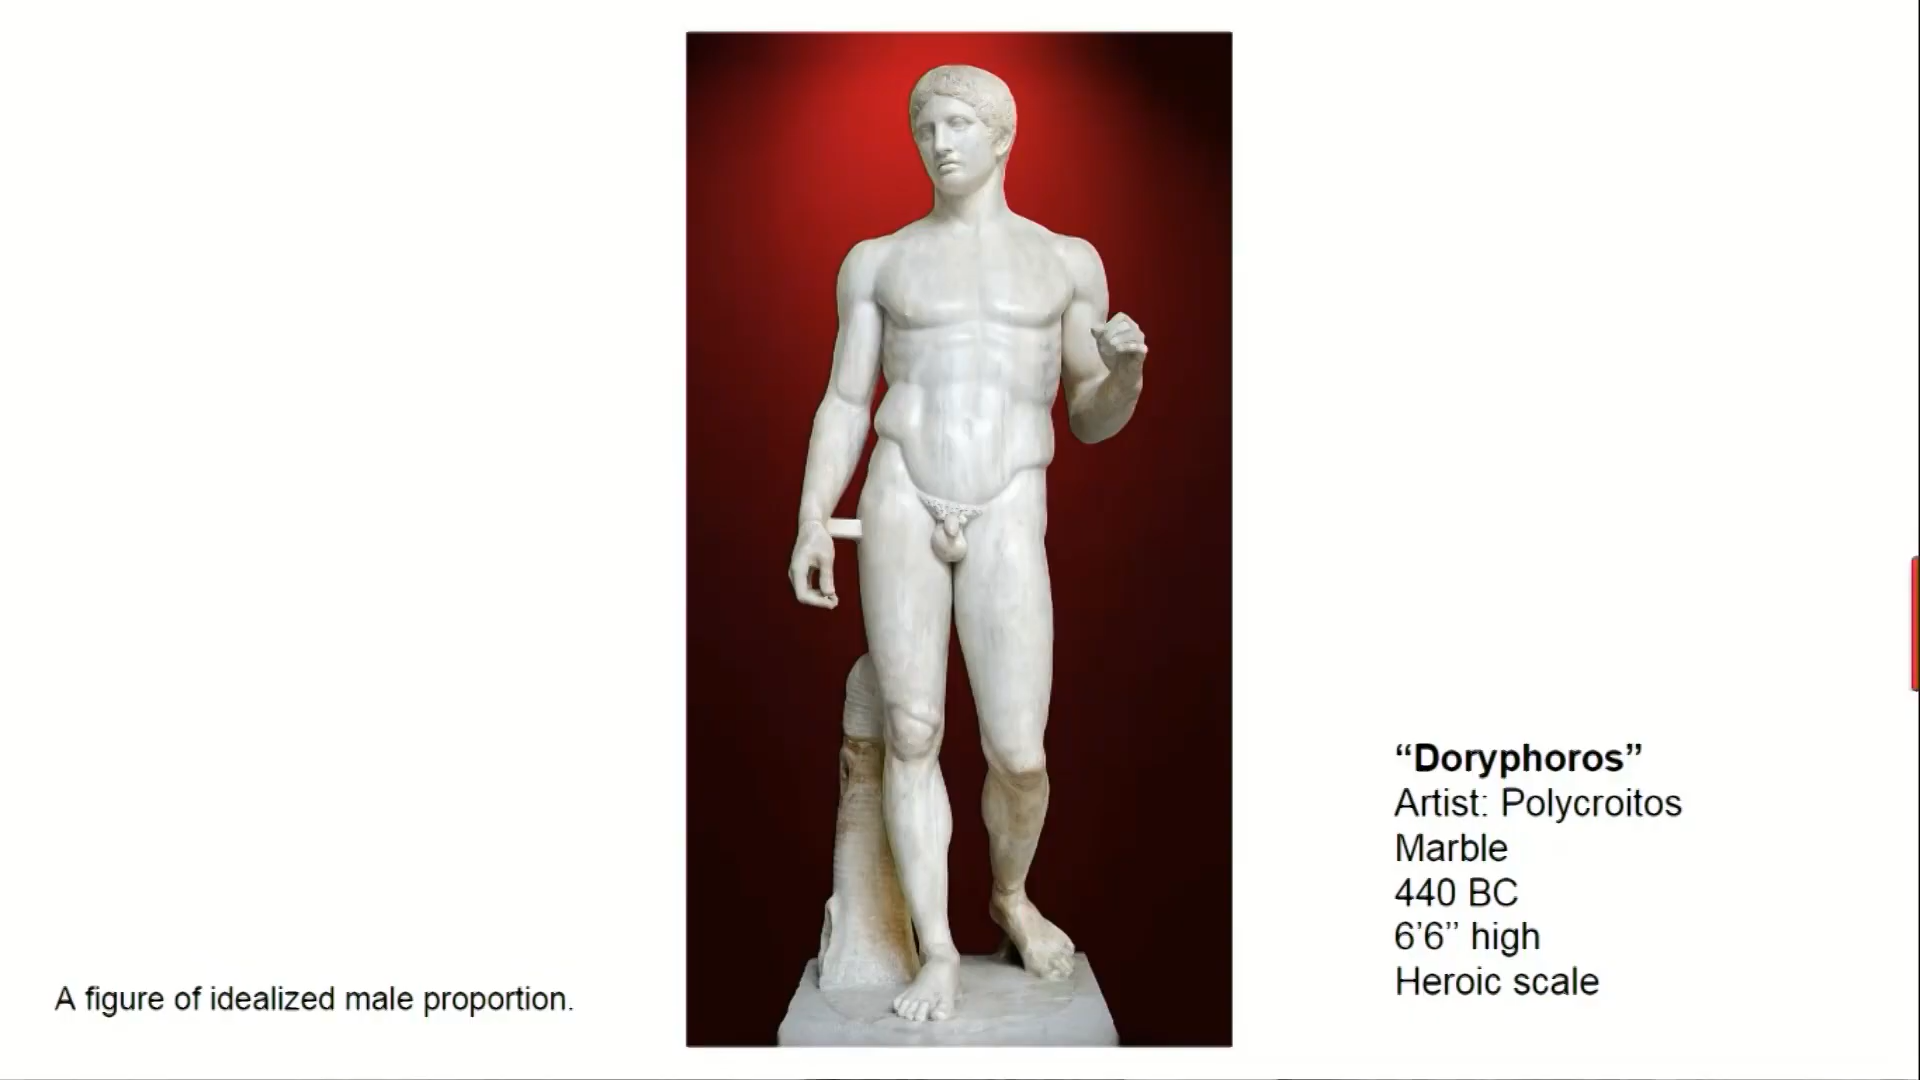 “Doryphoros”
Artist: Polycroitos
Marble
440 BC
6’6’’ high
Heroic scale
A figure of idealized male proportion.